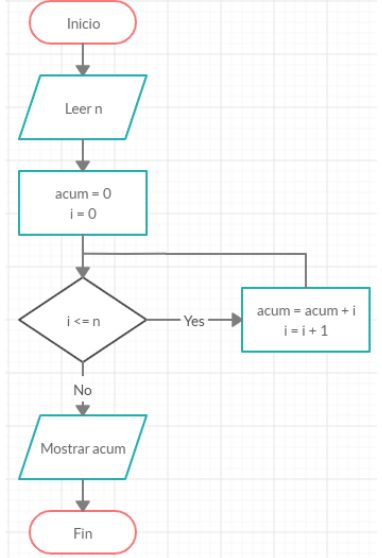 Inicio
Leer n
acum = 0
i = 0
i <= n
Yes
acum = acum + i
i = i + 1
No
Mostrar acum
Fin